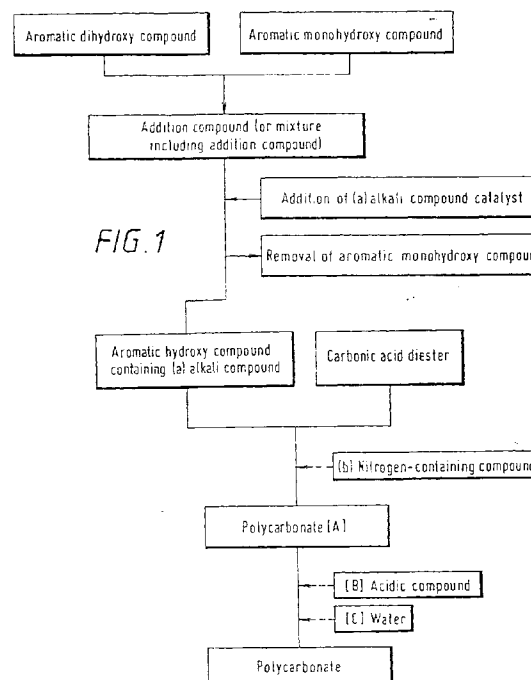 Aromatic dihydroxy compound
Aromatic monohydroxy compound
Addition compound (or mixture
including addition compound)
Addition of (a) alkali compound catalyst
FIG. 1
Removal of aromatic monohydroxy compoun
Aromatic hydroxy compound
containing (a) alkali compound
Carbonic acid diester
(b) Nitrogen-containing compound
Polycarbonate [A]
[B] Acidic compound
[C] Water
Polycarbonate